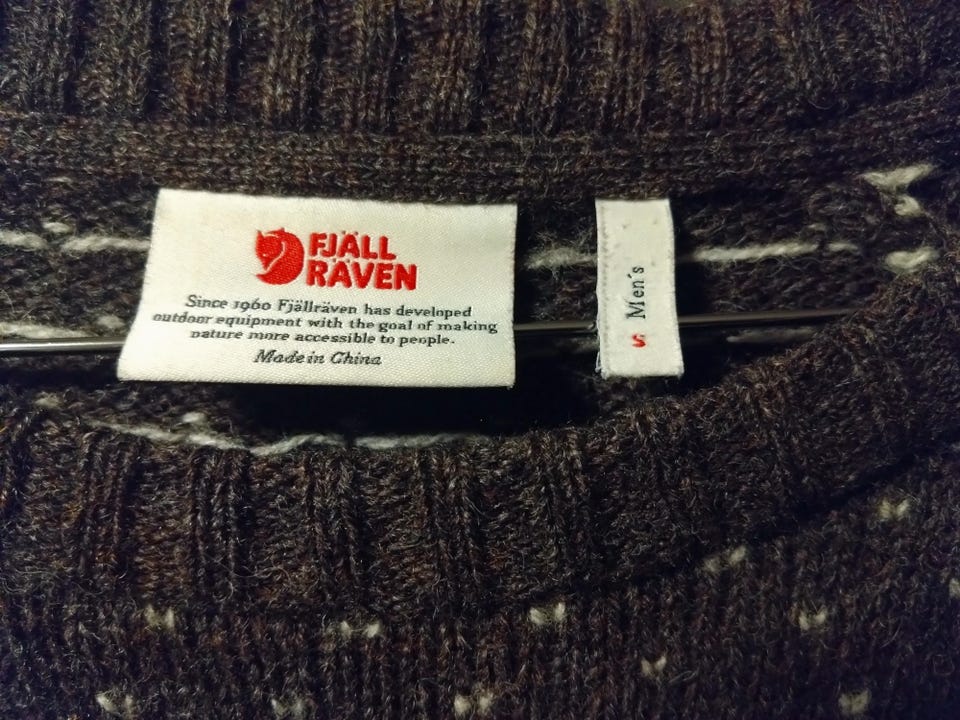 FJÄLL
RÄVEN
Since 1960 Fjällräven has developed
outdoor equipment with the goal of making
nature more accessible to people.
Made in China
Men's
S